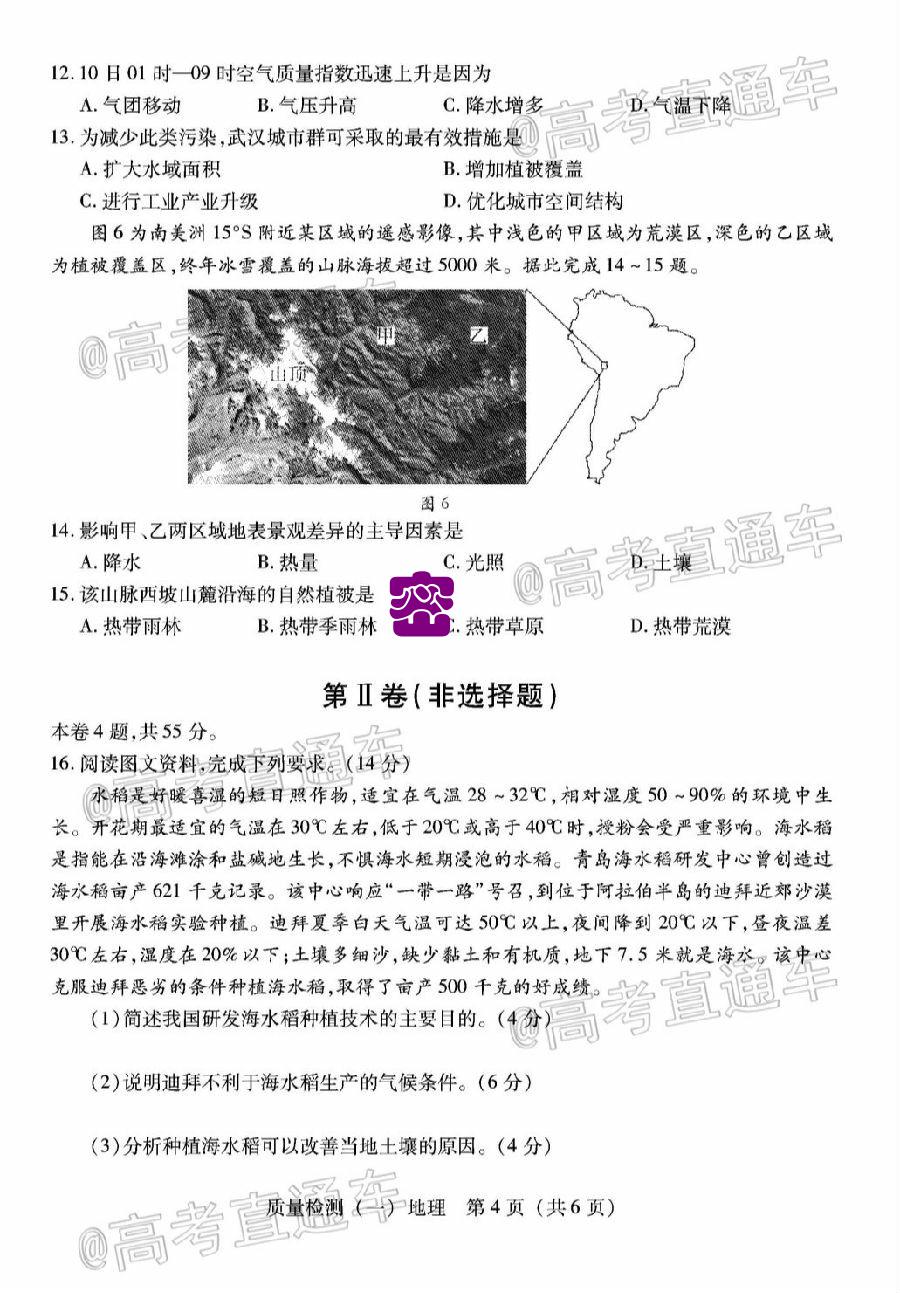 12. 10 日 01 时—09 时空气质量指数迅速上升是因为
A. 气团移动 B. 气压升高 C. 降水增多 D. 气温下降
13. 为减少此类污染,武汉城市群可采取的最有效措施是
A. 扩大水域面积 B. 增加植被覆盖
C. 进行工业产业升级 D. 优化城市空间结构
图 6 为南美洲 15°S 附近某区域的遥感影像,其中浅色的甲区域为荒漠区,深色的乙区域
为植被覆盖区,终年冰雪覆盖的山脉海拔超过 5000 米。据此完成 14 ~ 15 题。
甲 乙
山顶
图 6
14. 影响甲、乙两区域地表景观差异的主导因素是
A. 降水 B. 热量 C. 光照 D. 土壤
15. 该山脉西坡山麓沿海的自然植被是
A. 热带雨林 B. 热带季雨林 C. 热带草原 D. 热带荒漠
第 Ⅱ 卷 ( 非选择题 )
本卷 4 题,共 55 分。
16. 阅读图文资料,完成下列要求。(14 分)
水稻是好暖喜湿的短日照作物,适宜在气温 28 ~ 32℃,相对湿度 50 ~ 90% 的环境中生
长。开花期最适宜的气温在 30℃ 左右,低于 20℃ 或高于 40℃ 时,授粉会受严重影响。海水稻
是指能在沿海滩涂和盐碱地生长,不惧海水短期浸泡的水稻。青岛海水稻研发中心曾创造过
海水稻亩产 621 千克记录。该中心响应“一带一路”号召,到位于阿拉伯半岛的迪拜近郊沙漠
里开展海水稻实验种植。迪拜夏季白天气温可达 50℃ 以上,夜间降到 20℃ 以下,昼夜温差
30℃ 左右,湿度在 20% 以下;土壤多细沙,缺少黏土和有机质,地下 7.5 米就是海水。该中心
克服迪拜恶劣的条件种植海水稻,取得了亩产 500 千克的好成绩。
(1)简述我国研发海水稻种植技术的主要目的。(4 分)
(2)说明迪拜不利于海水稻生产的气候条件。(6 分)
(3)分析种植海水稻可以改善当地土壤的原因。(4 分)
质量检测(一) 地理 第 4 页 (共 6 页)
@高考直通车
@高考直通车
@高考直通车
@高考直通车
@高考直通车
@高考直通车